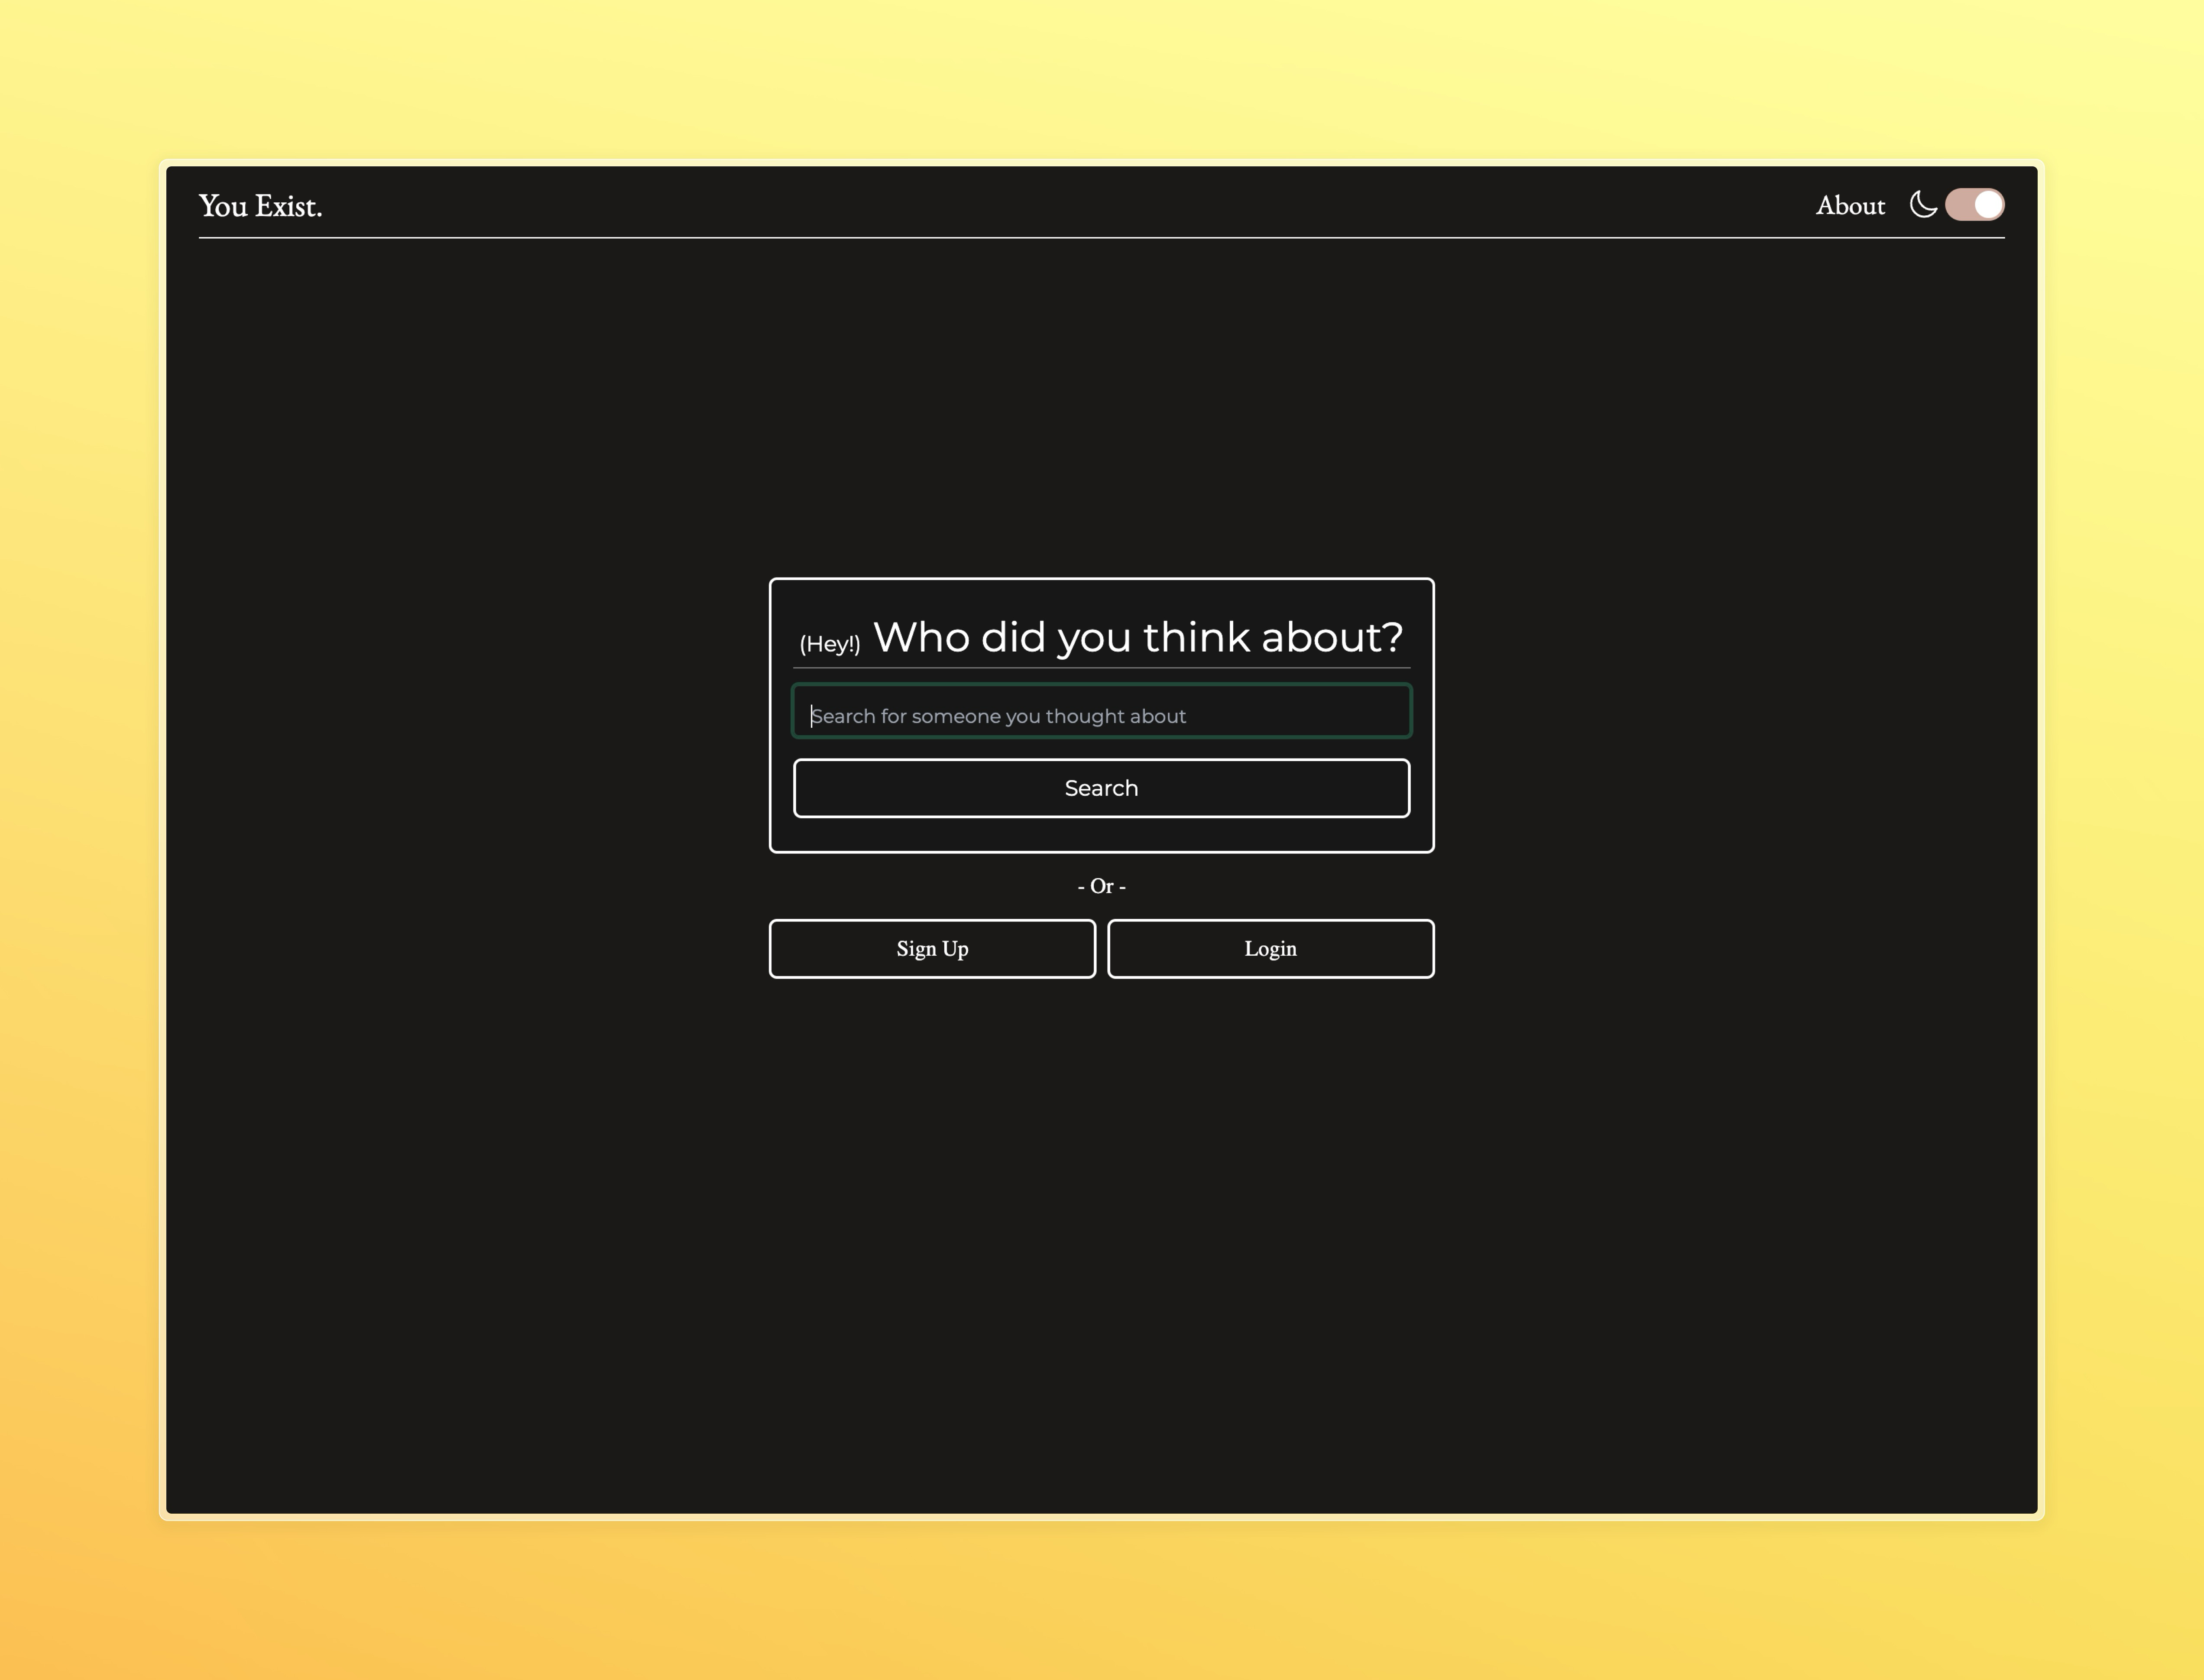 You Exist.
About
(Hey!) Who did you think about?
Search for someone you thought about
Search
- Or -
Sign Up
Login